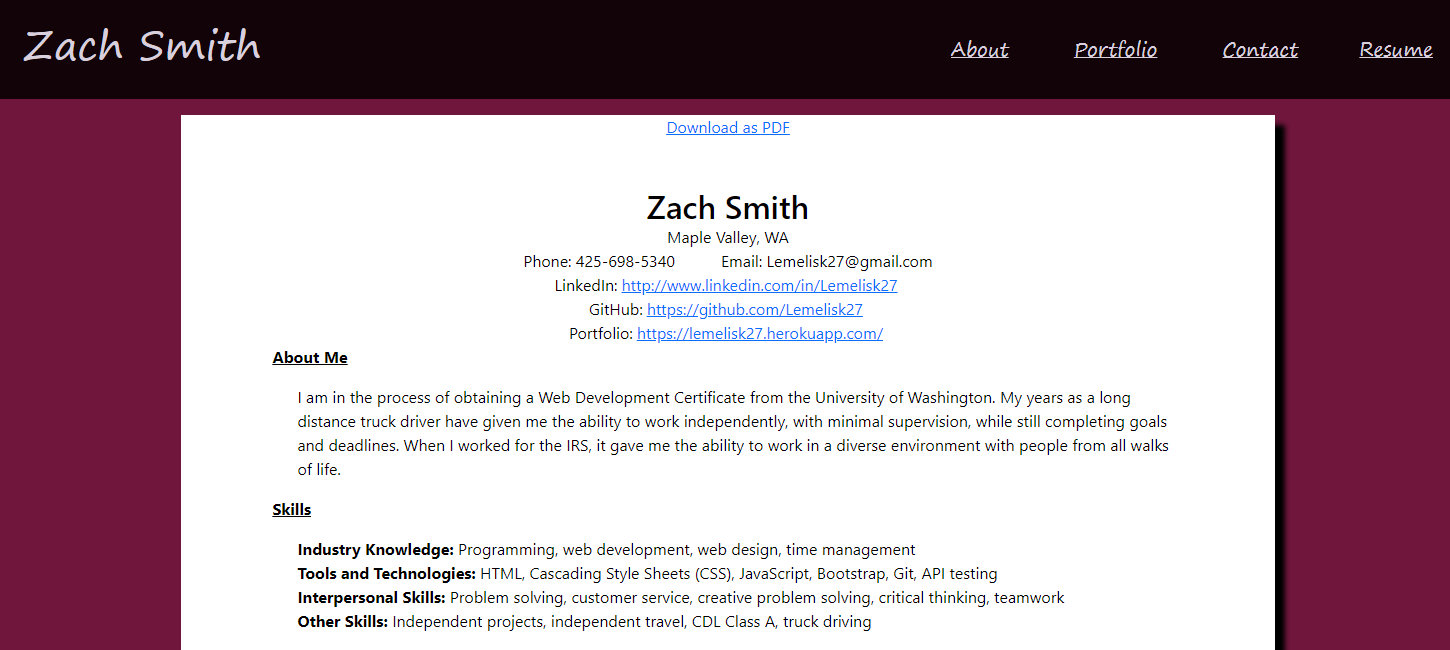 Zach Smith
About Portfolio Contact Resume
Download as PDF
Zach Smith
Maple Valley, WA
Phone: 425-698-5340 Email: Lemelisk27@gmail.com
LinkedIn: http://www.linkedin.com/in/Lemelisk27
GitHub: https://github.com/Lemelisk27
Portfolio: https://lemelisk27.herokuapp.com/
About Me
I am in the process of obtaining a Web Development Certificate from the University of Washington. My years as a long
distance truck driver have given me the ability to work independently, with minimal supervision, while still completing goals
and deadlines. When I worked for the IRS, it gave me the ability to work in a diverse environment with people from all walks
of life.
Skills
Industry Knowledge: Programming, web development, web design, time management
Tools and Technologies: HTML, Cascading Style Sheets (CSS), JavaScript, Bootstrap, Git, API testing
Interpersonal Skills: Problem solving, customer service, creative problem solving, critical thinking, teamwork
Other Skills: Independent projects, independent travel, CDL Class A, truck driving